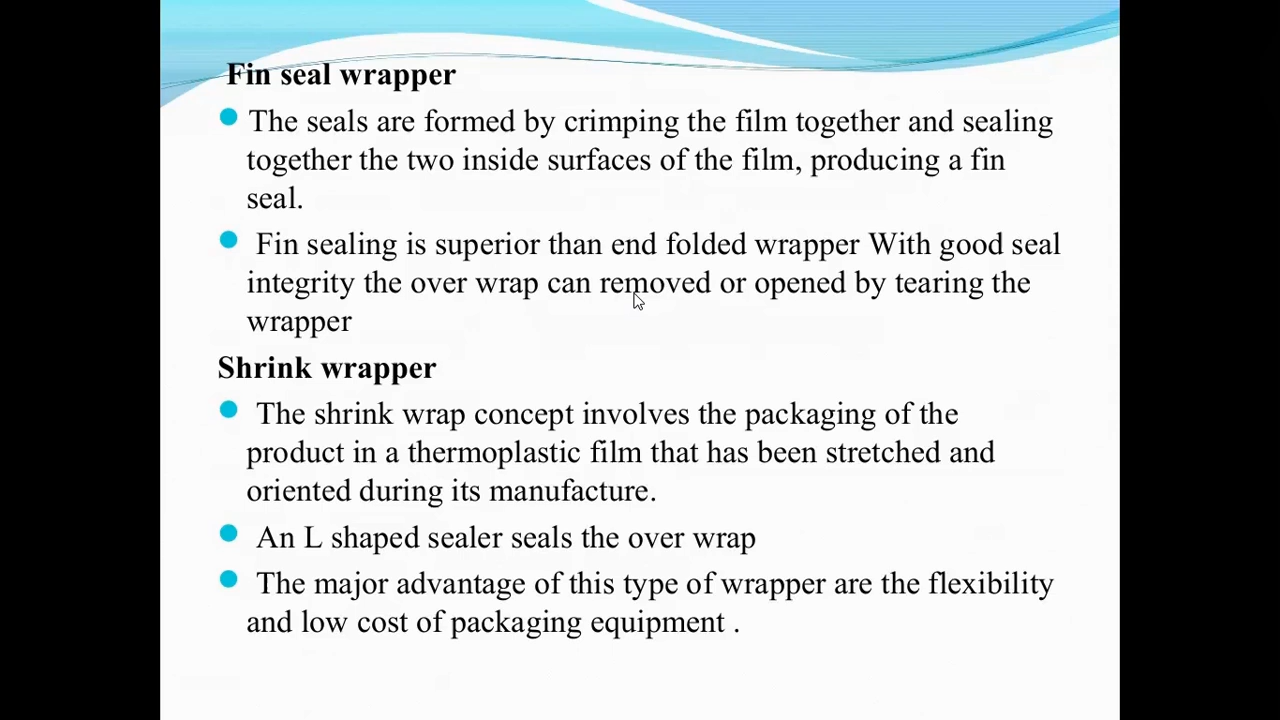 Fin seal wrapper
The seals are formed by crimping the film together and sealing
together the two inside surfaces of the film, producing a fin
seal.
Fin sealing is superior than end folded wrapper With good seal
integrity the over wrap can removed or opened by tearing the
wrapper
Shrink wrapper
The shrink wrap concept involves the packaging of the
product in a thermoplastic film that has been stretched and
oriented during its manufacture.
An L shaped sealer seals the over wrap
The major advantage of this type of wrapper are the flexibility
and low cost of packaging equipment .